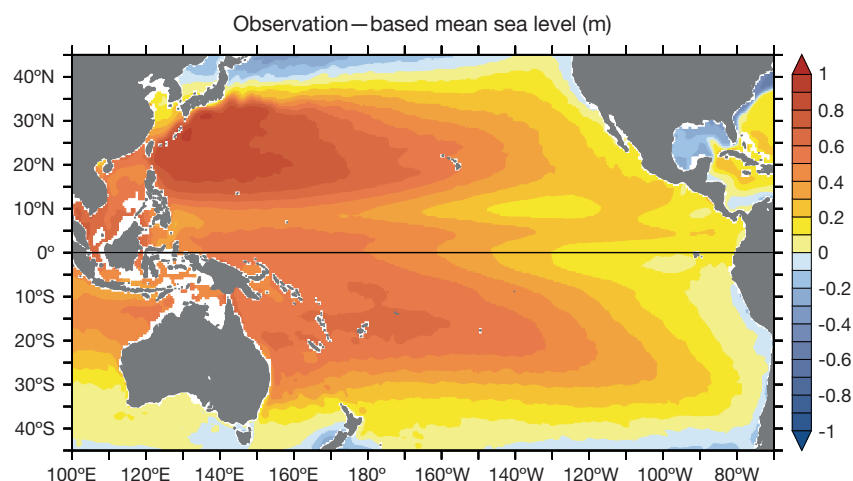 Observation—based mean sea level (m)
40ºN
30ºN
20ºN
10ºN
0º
10ºS
20ºS
30ºS
40ºS
100ºE 120ºE 140ºE 160ºE 180º 160ºW 140ºW 120ºW 100ºW 80ºW
1
0.8
0.6
0.4
0.2
0
-0.2
-0.4
-0.6
-0.8
-1